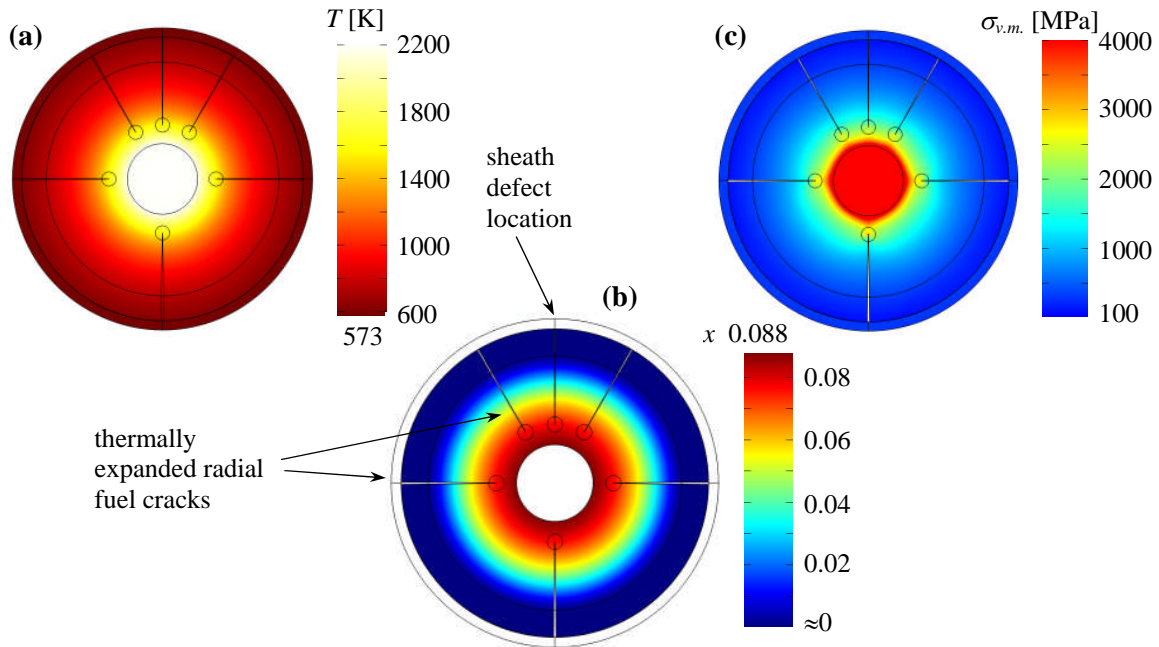 (a)
T [K]
2200
1800
1400
1000
600
573
(c)
σv.m. [MPa]
4000
3000
2000
1000
100
sheath
defect
location
(b)
x 0.088
0.08
0.06
0.04
0.02
≈0
thermally
expanded radial
fuel cracks